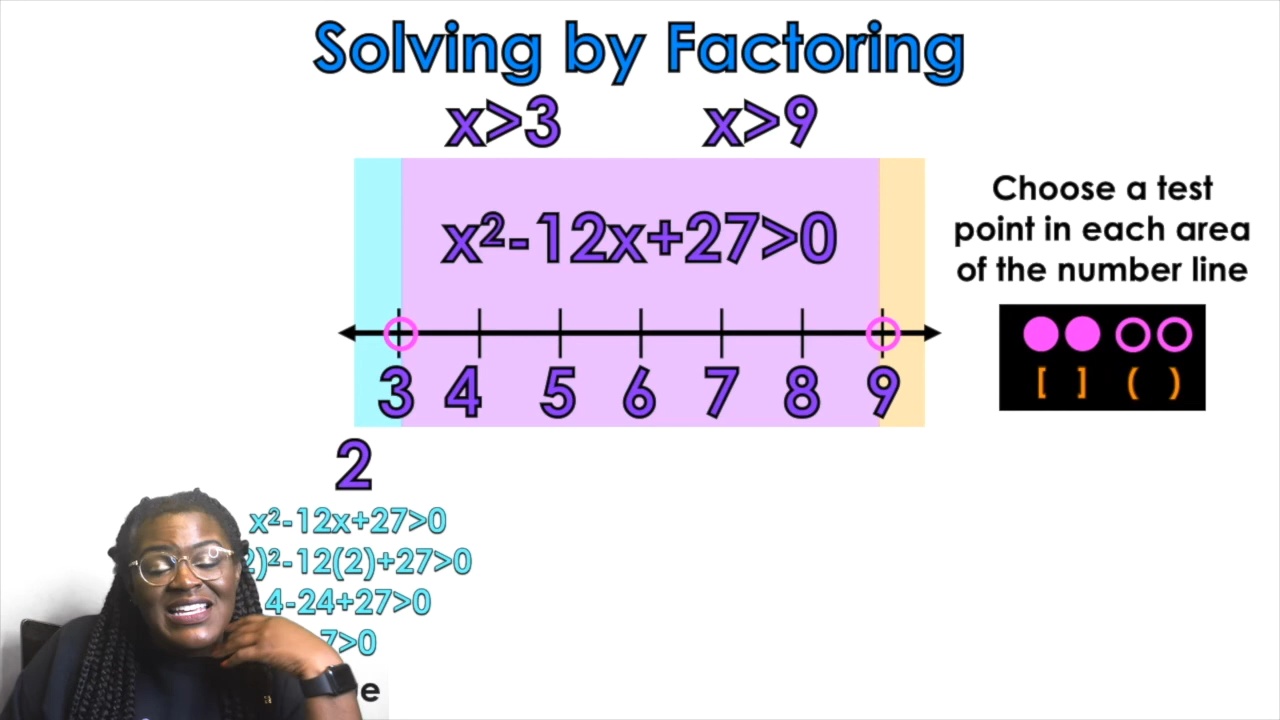 Solving by Factoring
x>3 x>9
x²-12x+27>0
3 4 5 6 7 8 9
Choose a test
point in each area
of the number line
[ ] ( )
2
x²-12x+27>0
2)²-12(2)+27>0
4-24+27>0
7>0